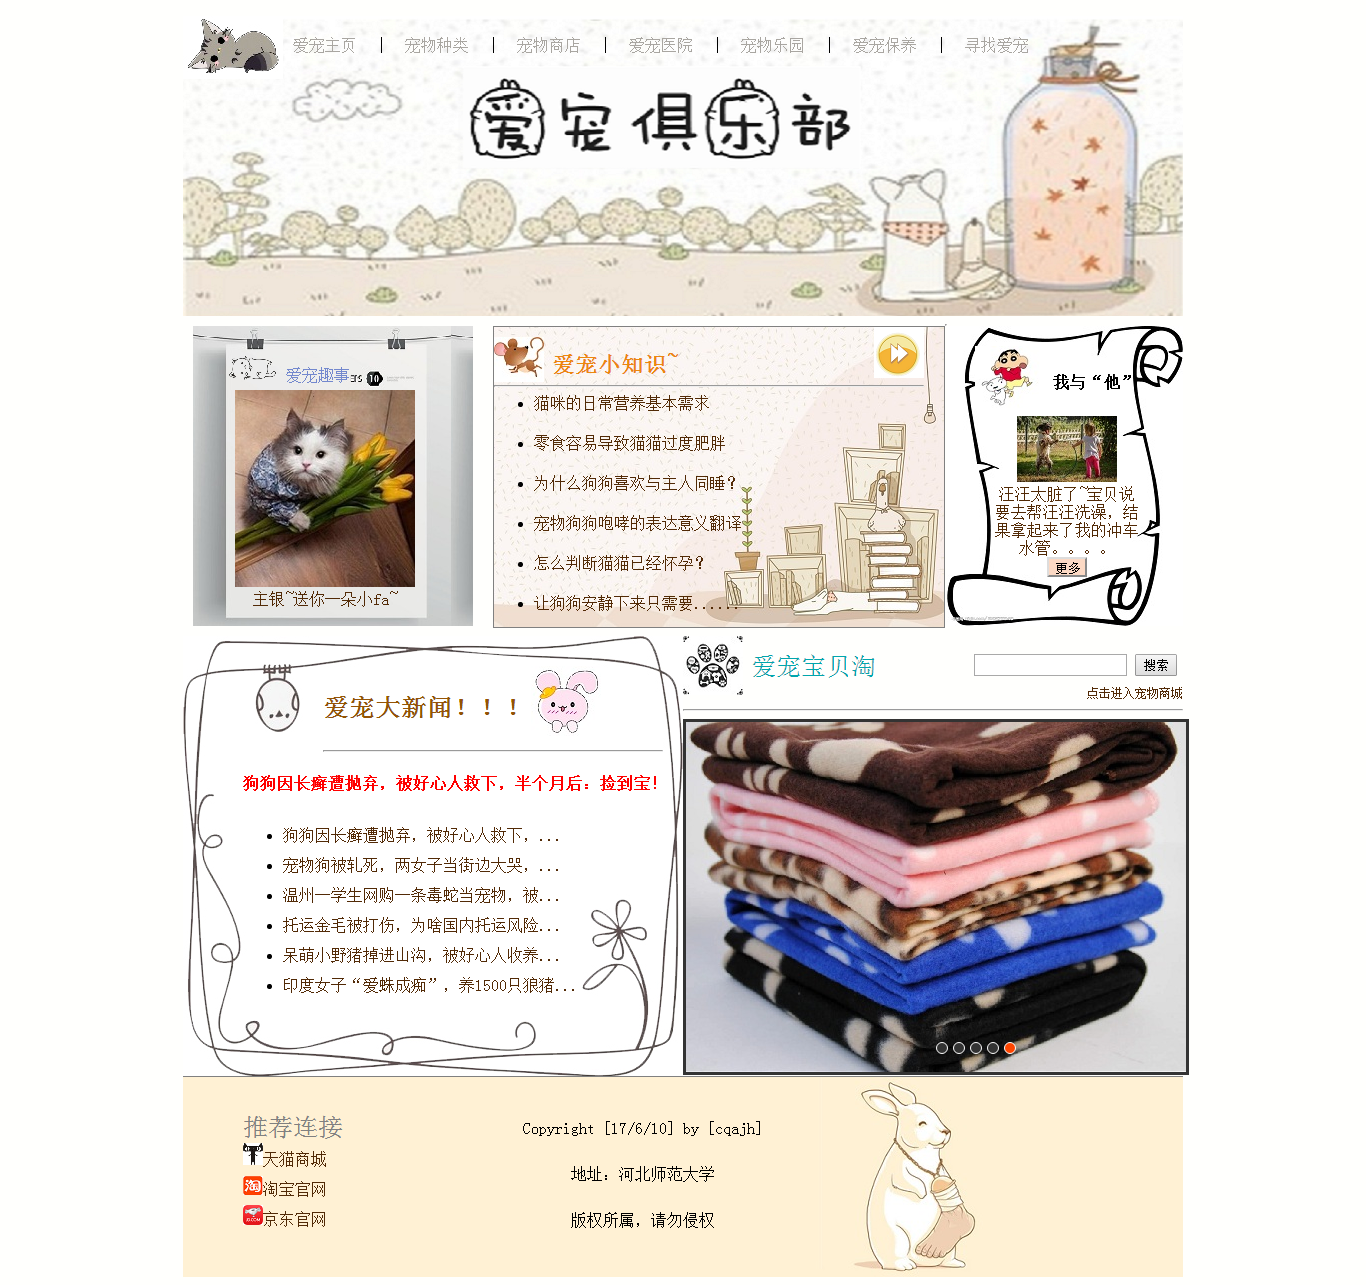 爱宠主页 | 宠物种类 | 宠物商店 | 爱宠医院 | 宠物乐园 | 爱宠保养 | 寻找爱宠
爱宠俱乐部
爱宠趣事
10
主银~送你一朵小fa~
爱宠小知识~
猫咪的日常营养基本需求
零食容易导致猫猫过度肥胖
为什么狗狗喜欢与主人同睡?
宠物狗狗咆哮的表达意义翻译
怎么判断猫猫已经怀孕?
让狗狗安静下来只需要......
我与“他”
汪汪太脏了~宝贝说
要去帮汪汪洗澡，结
果拿起来了我的冲车
水管。。。。
更多
爱宠大新闻！！！
狗狗因长癣遭抛弃，被好心人救下，半个月后：捡到宝!
狗狗因长癣遭抛弃，被好心人救下，...
宠物狗被轧死，两女子当街边大哭，...
温州一学生网购一条毒蛇当宠物，被...
托运金毛被打伤，为啥国内托运风险...
呆萌小野猪掉进山沟，被好心人收养...
印度女子“爱蛛成痴”，养1500只狼猪...
爱宠宝贝淘
搜索
点击进入宠物商城
推荐连接
天猫商城
淘
淘宝官网
京东官网
Copyright [17/6/10] by [cqajh]
地址：河北师范大学
版权所属，请勿侵权